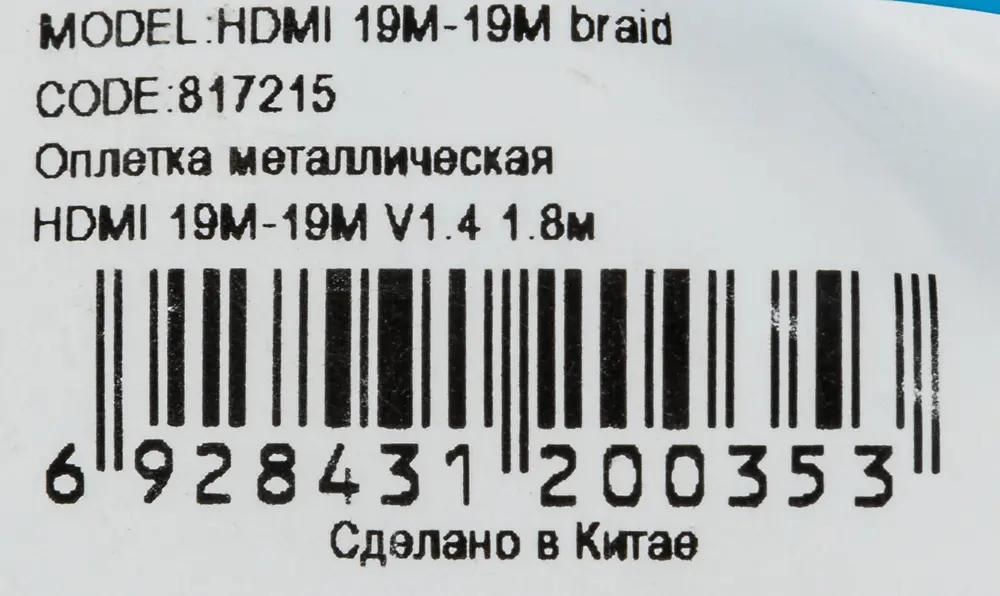 MODEL:HDMI 19M-19M braid
CODE:817215
Оплетка металлическая
HDMI 19M-19M V1.4 1.8м
6 928431 200353
Сделано в Китае